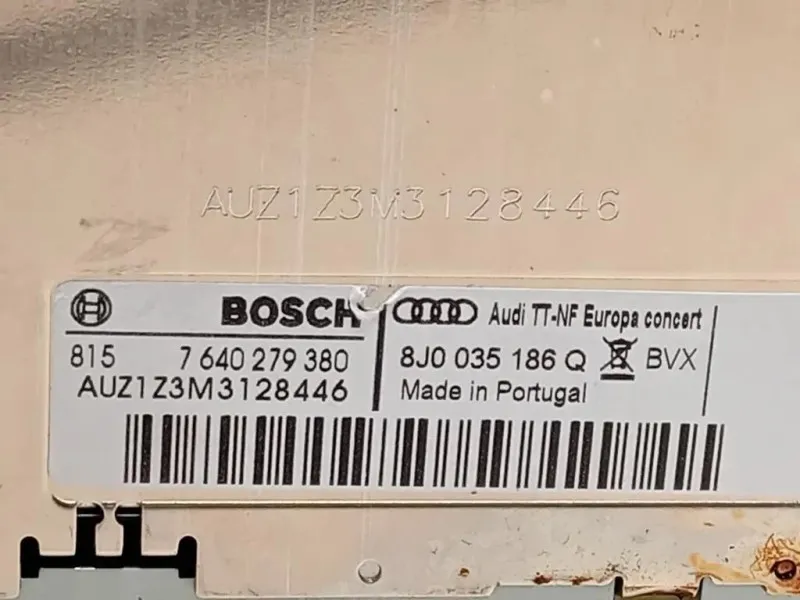 AUZ1Z3M3128446
BOSCH
815 7 640 279 380
AUZ1Z3M3128446
Audi TT-NF Europa concert
8J0 035 186 Q BVX
Made in Portugal